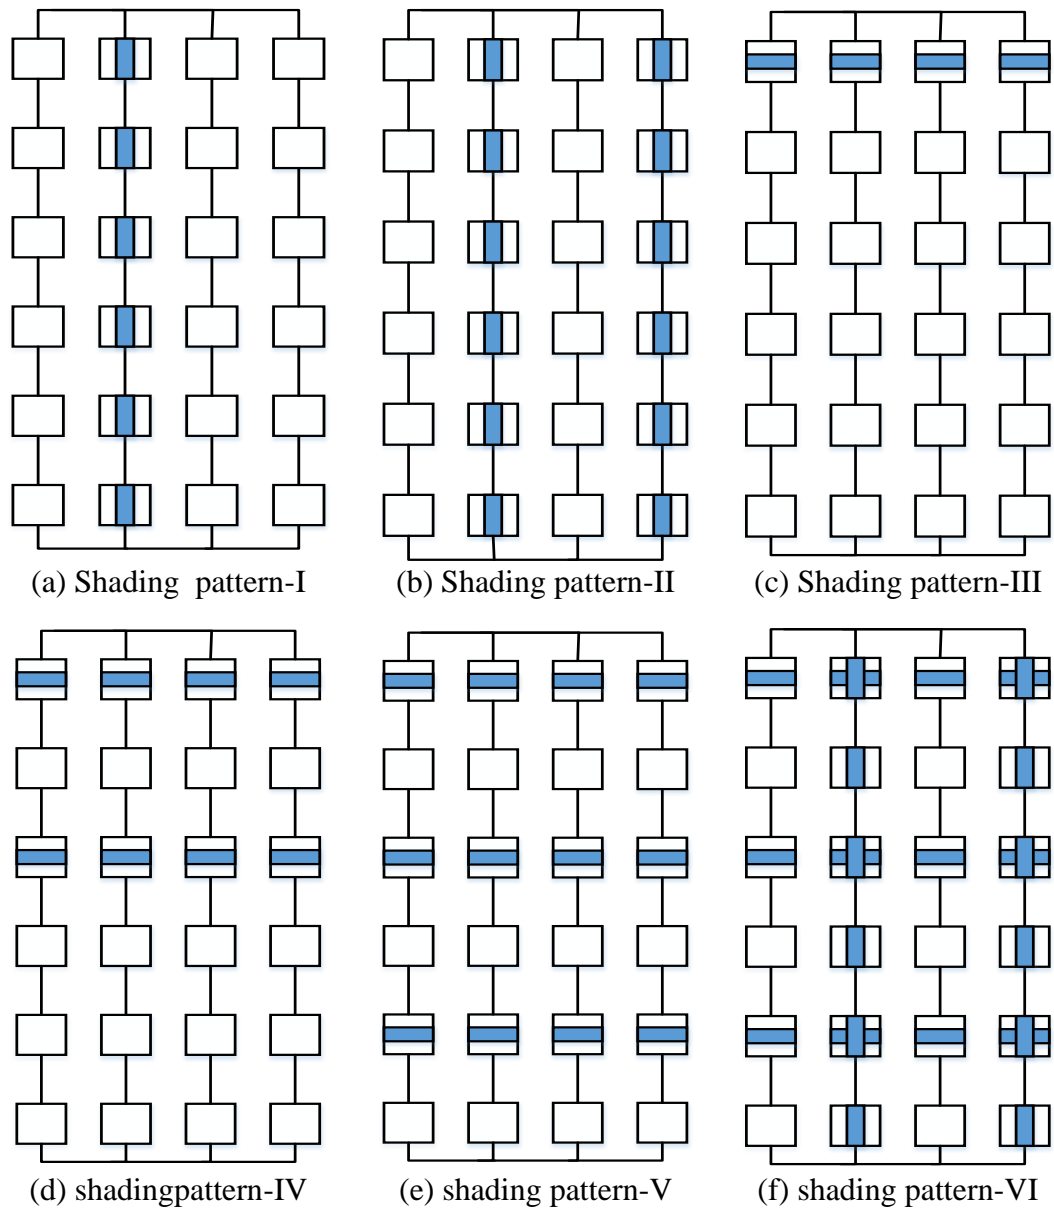 (a) Shading pattern-I
(b) Shading pattern-II
(c) Shading pattern-III
(d) shadingpattern-IV
(e) shading pattern-V
(f) shading pattern-VI